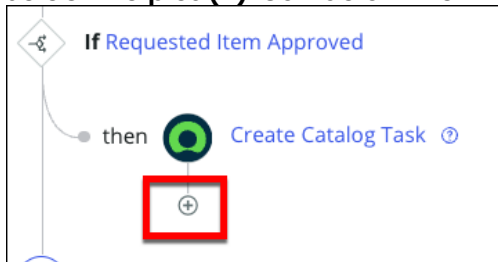 If Requested Item Approved
then Create Catalog Task